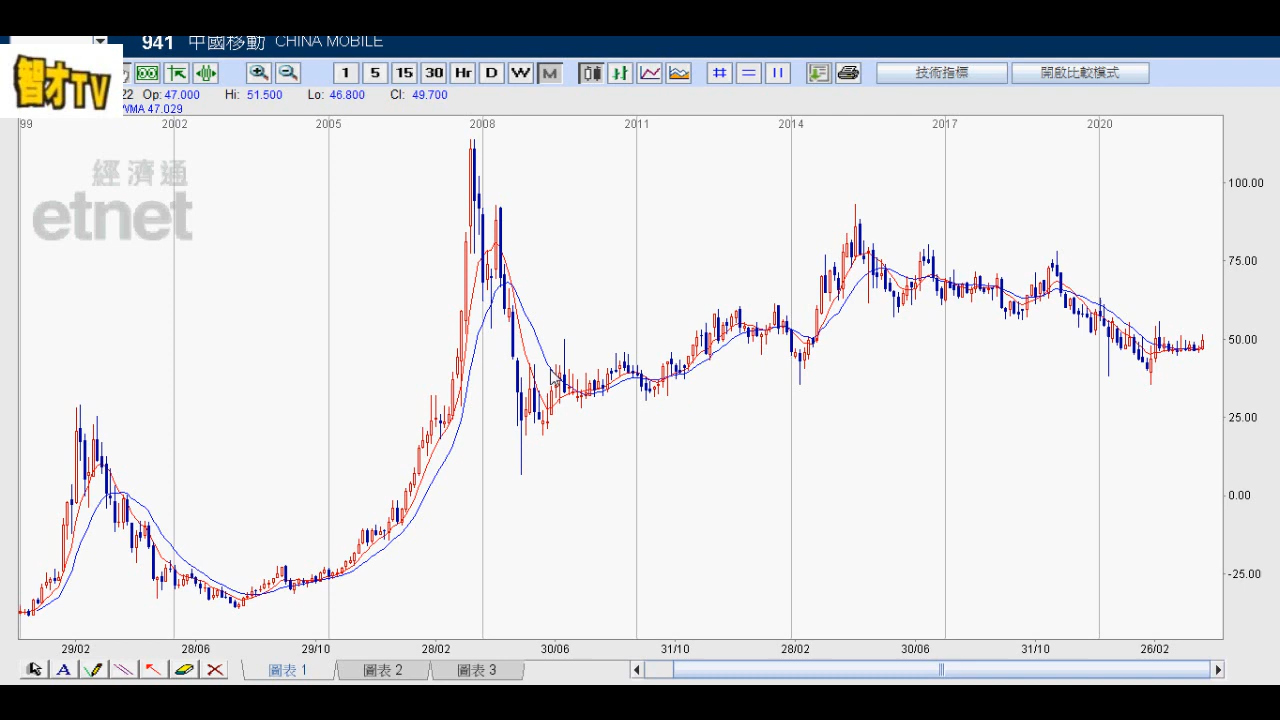 941 中國移動 CHINA MOBILE
智才TV
1 5 15 30 Hr D W M
技術指標 開啟比較模式
22 Op: 47.000 Hi: 51.500 Lo: 46.800 Cl: 49.700
MA 47.029
99 2002 2005 2008 2011 2014 2017 2020
經濟通
etnet
100.00
75.00
50.00
25.00
0.00
-25.00
29/02 28/06 29/10 28/02 30/06 31/10 28/02 30/06 31/10 26/02
A 圖表 1 圖表 2 圖表 3